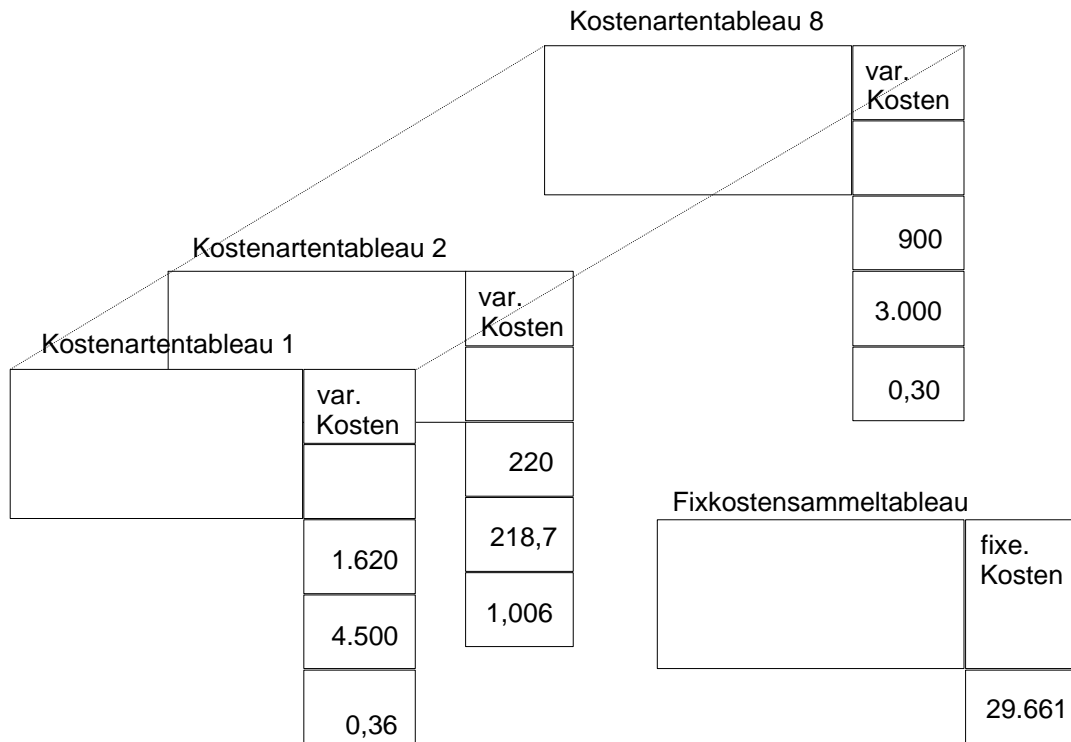 Kostenartentableau 8
var.
Kosten
900
3.000
0,30
Kostenartentableau 2
var.
Kosten
220
218,7
1,006
Kostenartentableau 1
var.
Kosten
1.620
4.500
0,36
Fixkostensammeltableau
fixe.
Kosten
29.661